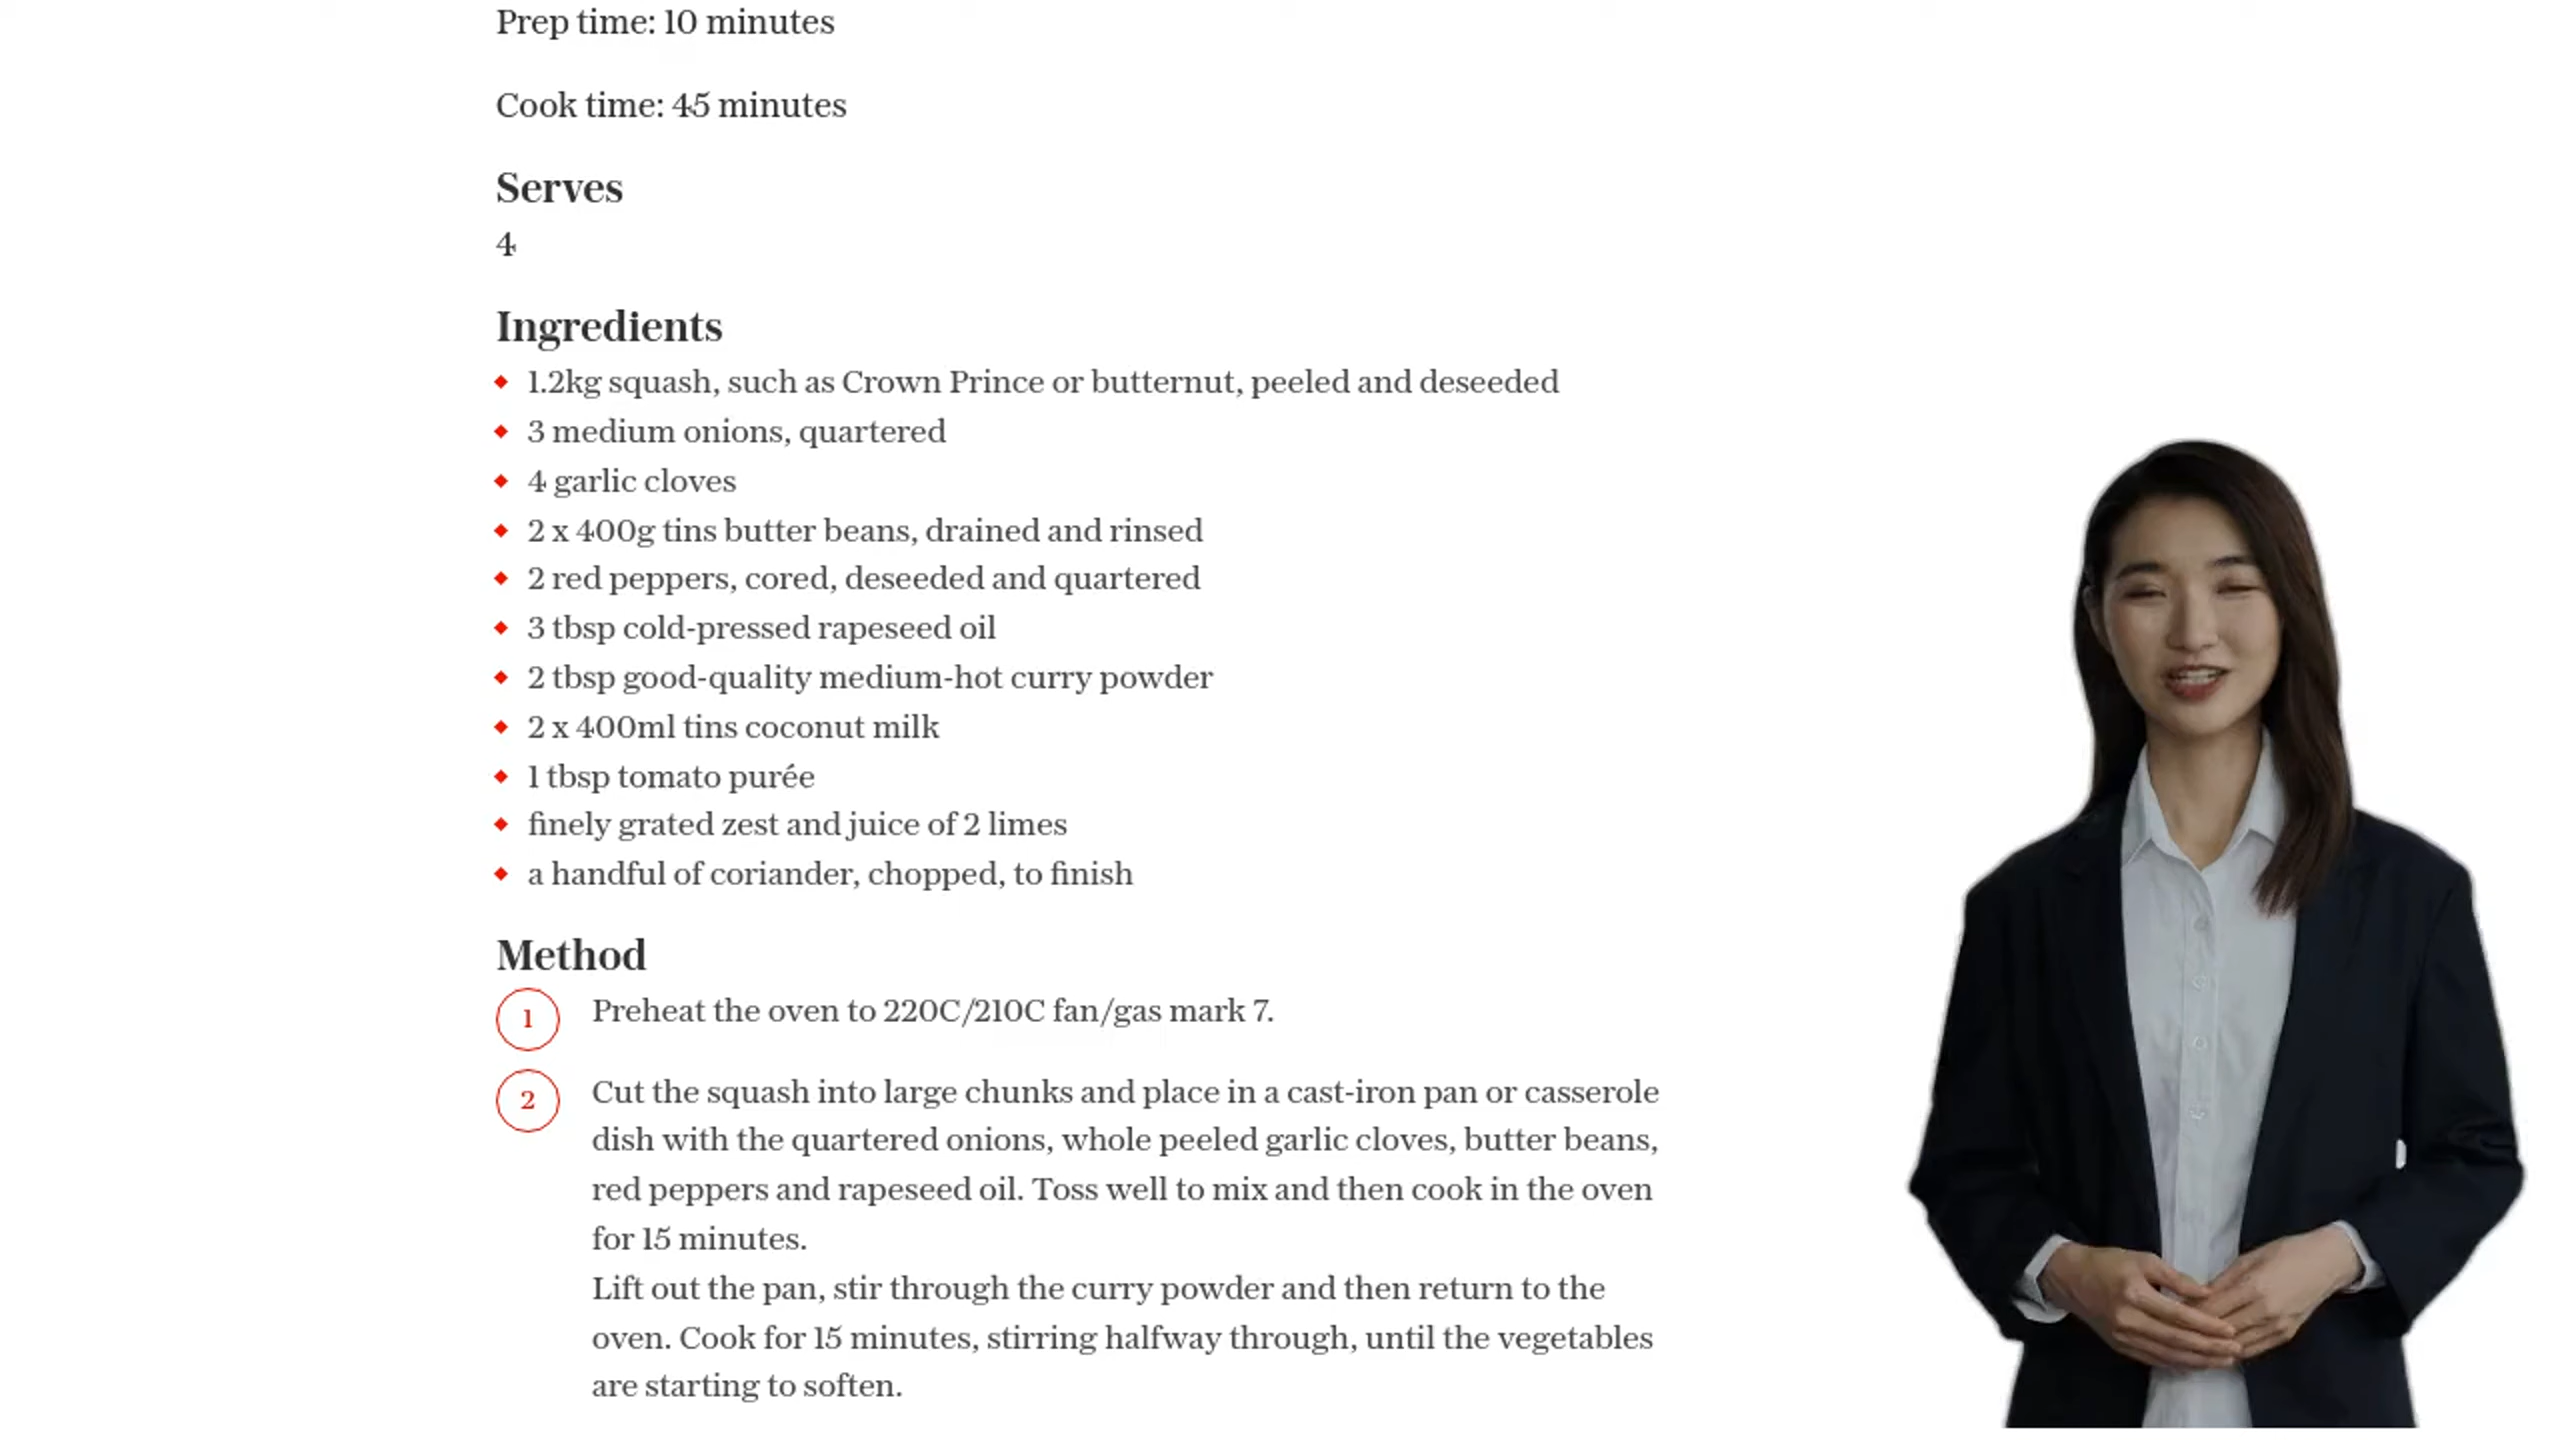 Prep time: 10 minutes
Cook time: 45 minutes
Serves
4
Ingredients
1.2kg squash, such as Crown Prince or butternut, peeled and deseeded
3 medium onions, quartered
4 garlic cloves
2 x 400g tins butter beans, drained and rinsed
2 red peppers, cored, deseeded and quartered
3 tbsp cold-pressed rapeseed oil
2 tbsp good-quality medium-hot curry powder
2 x 400ml tins coconut milk
1 tbsp tomato purée
finely grated zest and juice of 2 limes
a handful of coriander, chopped, to finish
Method
1 Preheat the oven to 220C/210C fan/gas mark 7.
2 Cut the squash into large chunks and place in a cast-iron pan or casserole
dish with the quartered onions, whole peeled garlic cloves, butter beans,
red peppers and rapeseed oil. Toss well to mix and then cook in the oven
for 15 minutes.
Lift out the pan, stir through the curry powder and then return to the
oven. Cook for 15 minutes, stirring halfway through, until the vegetables
are starting to soften.